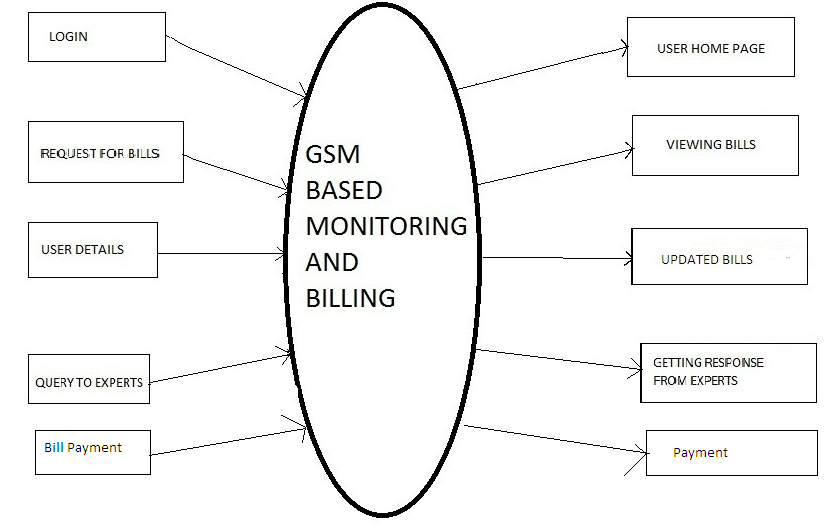 LOGIN
REQUEST FOR BILLS
USER DETAILS
QUERY TO EXPERTS
Bill Payment
GSM
BASED
MONITORING
AND
BILLING
USER HOME PAGE
VIEWING BILLS
UPDATED BILLS
GETTING RESPONSE
FROM EXPERTS
Payment